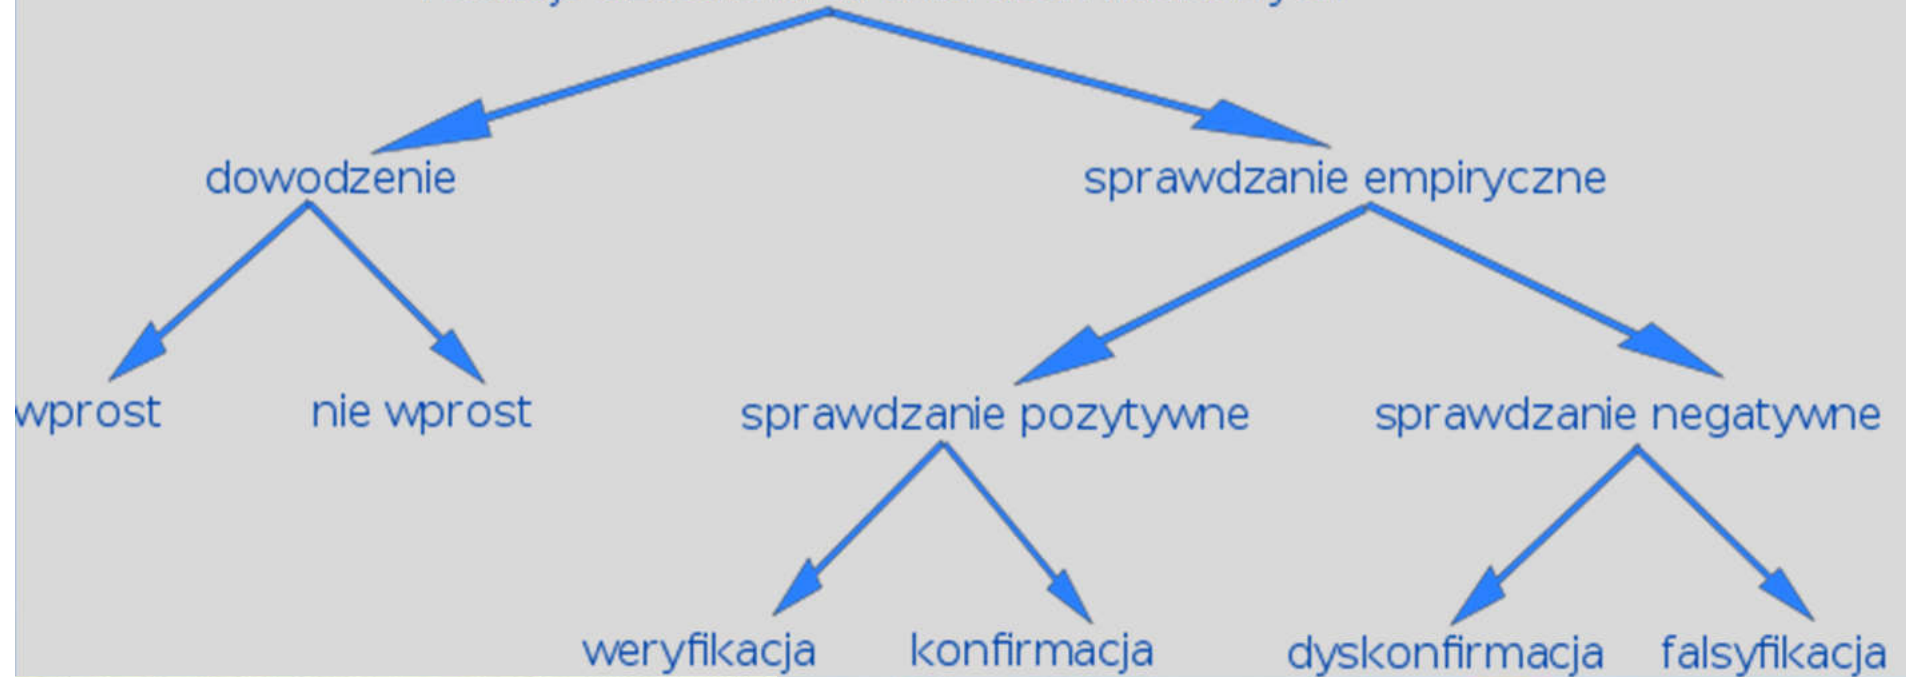 dowodzenie sprawdzanie empiryczne
wprost nie wprost sprawdzanie pozytywne sprawdzanie negatywne
weryfikacja konfirmacja dyskonfirmacja falsyfikacja